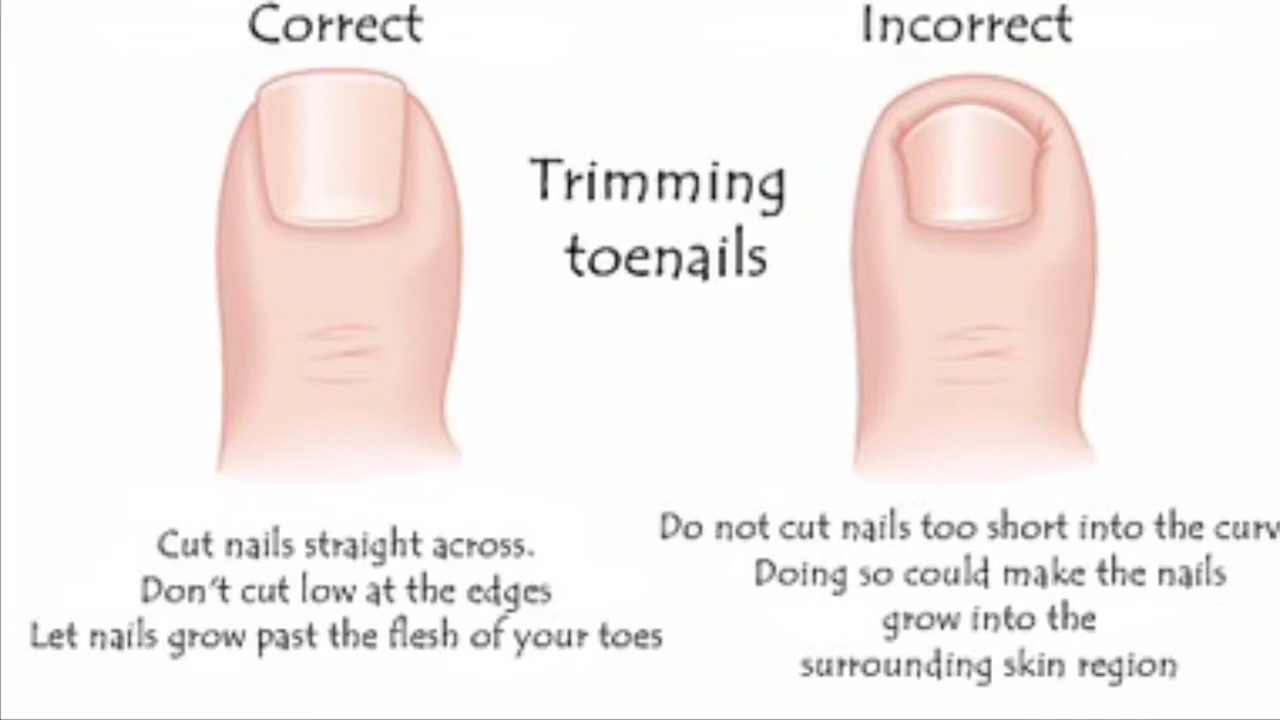 Correct
Incorrect
Trimming
toenails
Cut nails straight across.
Don't cut low at the edges
Let nails grow past the flesh of your toes
Do not cut nails too short into the curv
Doing so could make the nails
grow into the
surrounding skin region